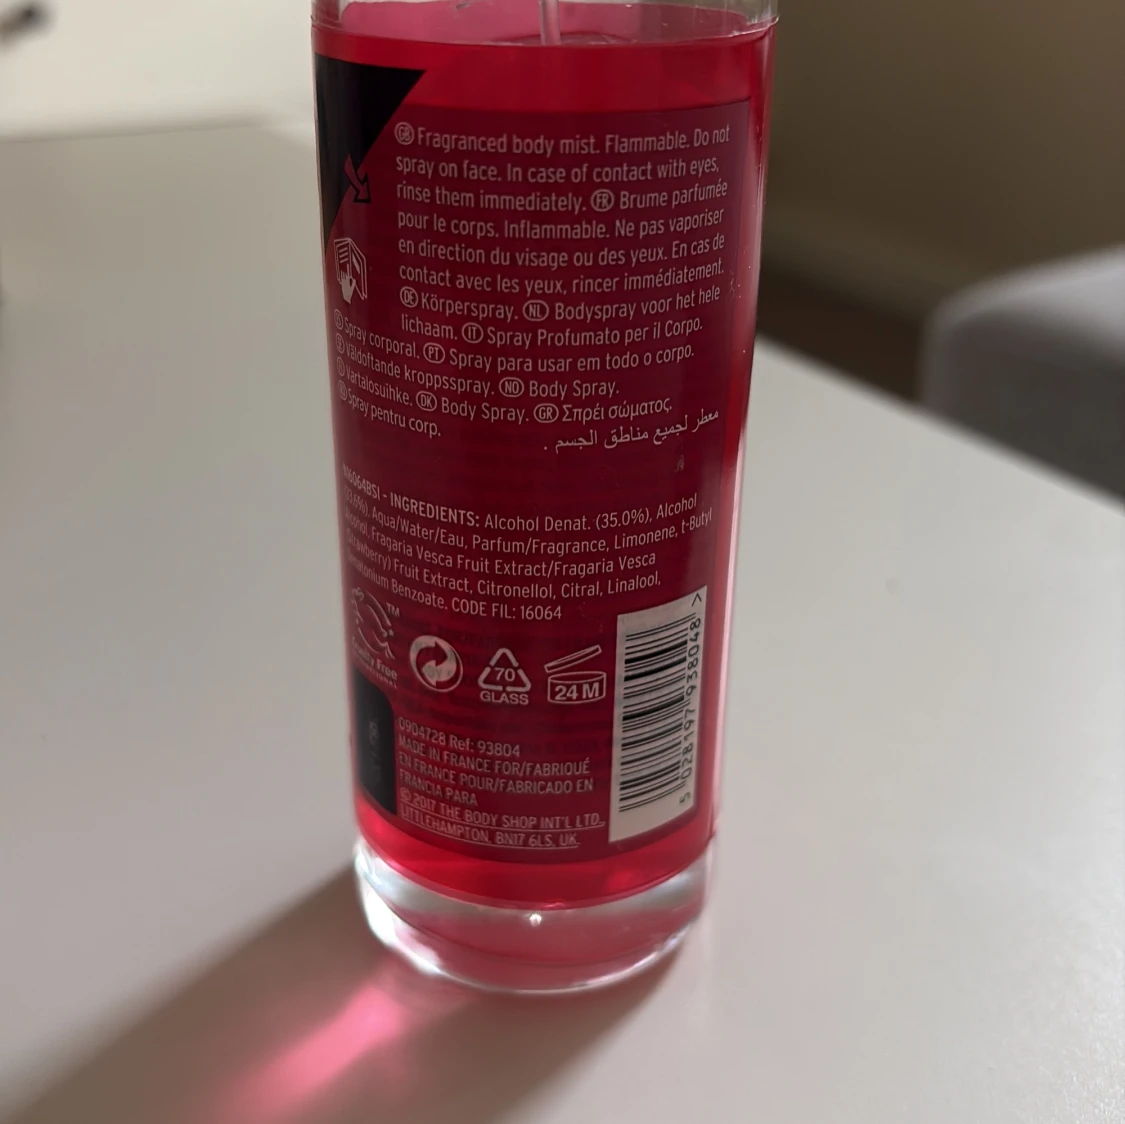 GB Fragranced body mist. Flammable. Do not
spray on face. In case of contact with eyes,
rinse them immediately. FR Brume parfumée
pour le corps. Inflammable. Ne pas vaporiser
en direction du visage ou des yeux. En cas de
contact avec les yeux, rincer immédiatement.
DE Körperspray. NL Bodyspray voor het hele
lichaam. IT Spray Profumato per il Corpo.
Spray corporal. PT Spray para usar em todo o corpo.
Väldoftande kroppsspray. NO Body Spray.
Vartalosuihke. DK Body Spray. GR Σπρέι σώματος.
Spray pentru corp.
معطر لجميع مناطق الجسم .
INGREDIENTS: Alcohol Denat. (35.0%), Alcohol
Aqua/Water/Eau, Parfum/Fragrance, Limonene, t-Butyl
Alcohol, Fragaria Vesca Fruit Extract/Fragaria Vesca
(Strawberry) Fruit Extract, Citronellol, Citral, Linalool,
Benzoate. CODE FIL: 16064
TM
Cruelty Free
70
GLASS
24 M
5 028197 938048 >
0904728 Ref: 93804
MADE IN FRANCE FOR/FABRIQUÉ
EN FRANCE POUR/FABRICADO EN
FRANCIA PARA
© 2017 THE BODY SHOP INT'L LTD.,
LITTLEHAMPTON, BN17 6LS, UK